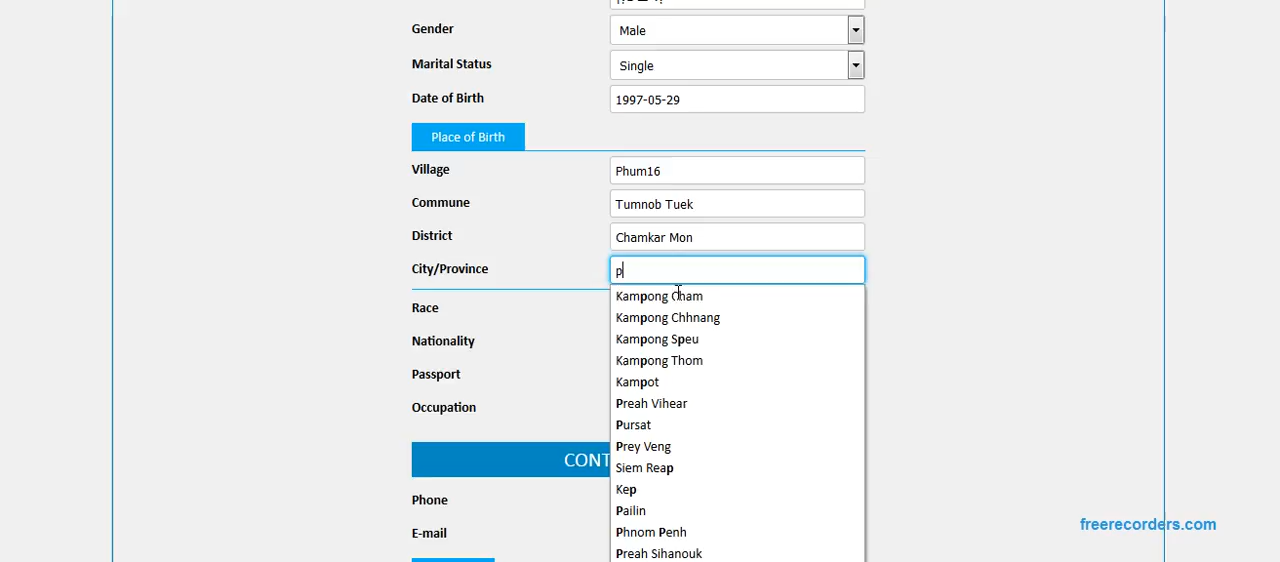 Gender Male
Marital Status Single
Date of Birth 1997-05-29
Place of Birth
Village Phum16
Commune Tumnob Tuek
District Chamkar Mon
City/Province p
Kampong Cham
Race
Kampong Chhnang
Nationality
Kampong Speu
Kampong Thom
Passport
Kampot
Occupation
Preah Vihear
Pursat
Prey Veng
CONT
Siem Reap
Kep
Phone
Pailin
E-mail
Phnom Penh
Preah Sihanouk
freerecorders.com